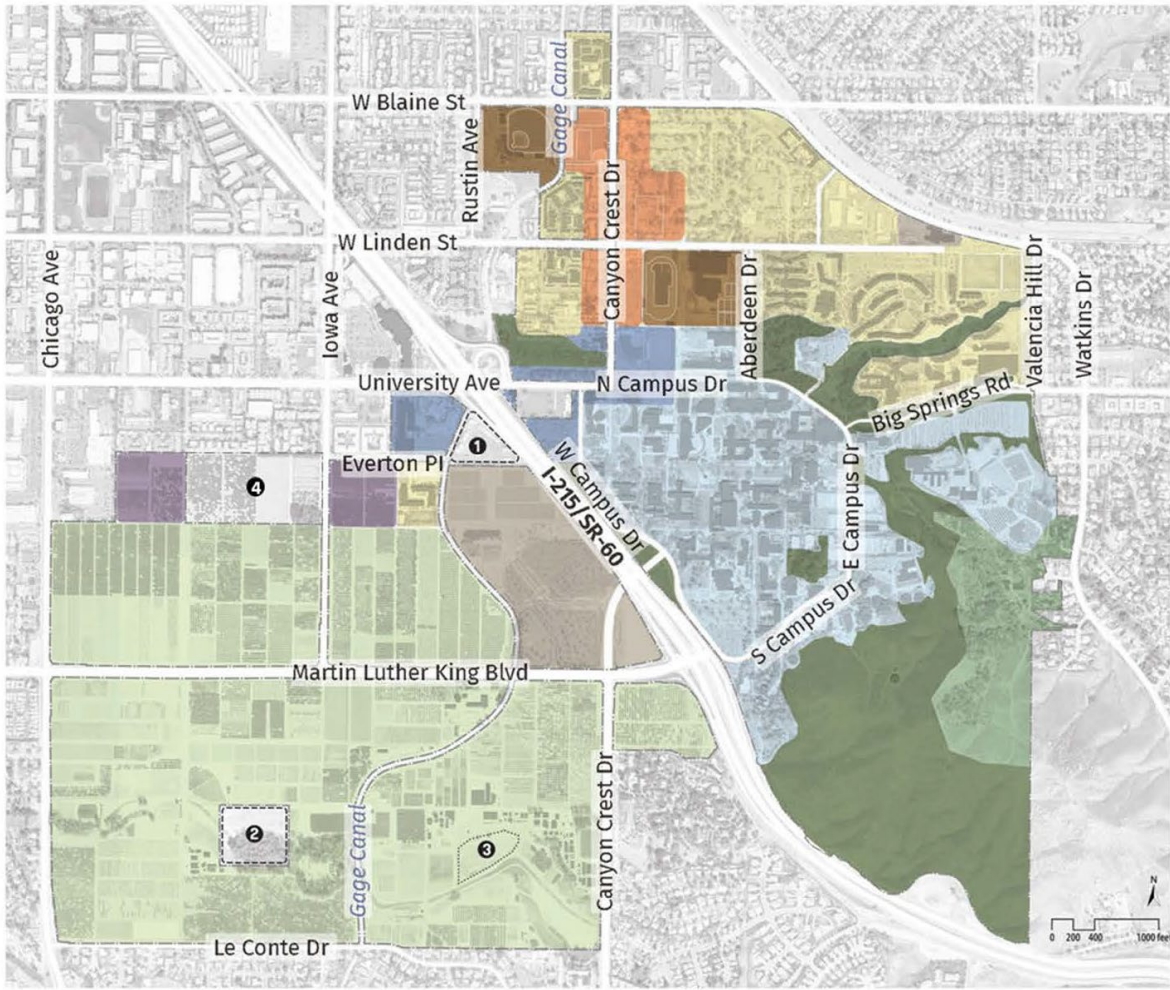 W Blaine St
Gage Canal
Rustin Ave
Canyon Crest Dr
W Linden St
Chicago Ave
Iowa Ave
Aberdeen Dr
Valencia Hill Dr
Watkins Dr
University Ave
N Campus Dr
Big Springs Rd
1
Everton Pl
W Campus Dr
I-215/SR-60
E Campus Dr
4
S Campus Dr
Martin Luther King Blvd
Canyon Crest Dr
2
Gage Canal
3
N
Le Conte Dr
0 200 400 1000 feet